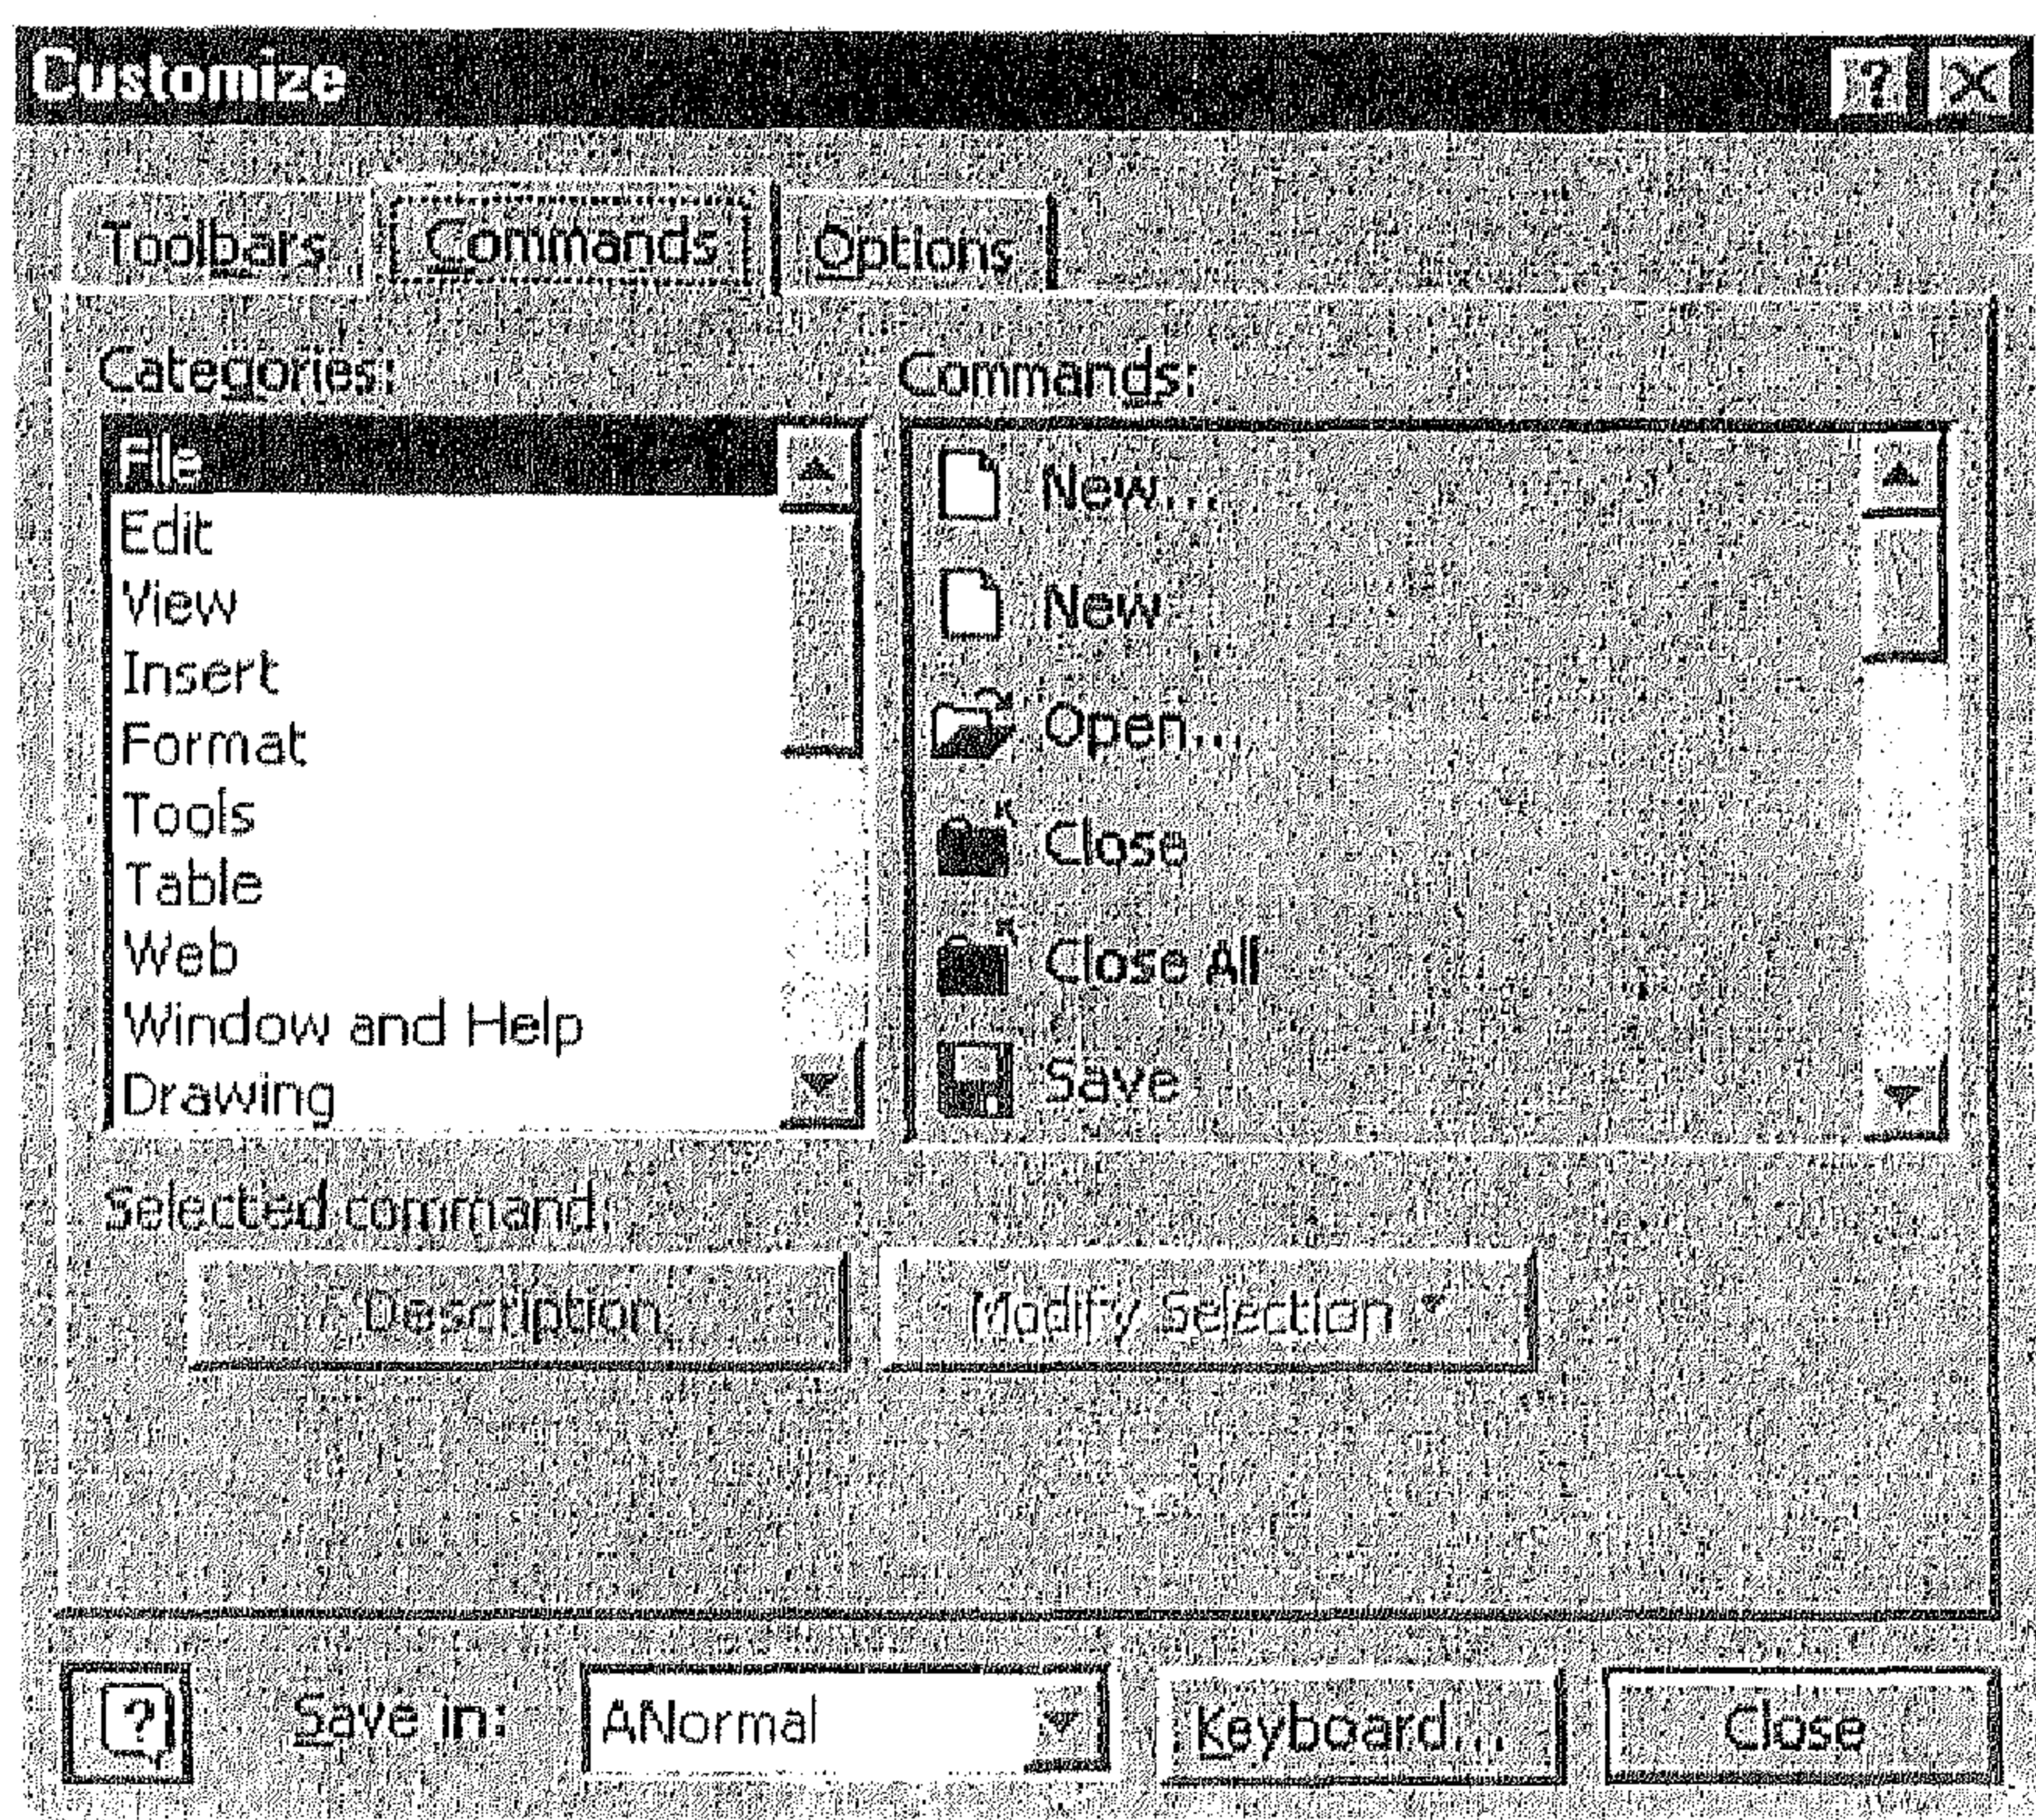 Customize
Toolbars Commands Options
Categories:
File
Edit
View
Insert
Format
Tools
Table
Web
Window and Help
Drawing
Commands:
New...
New
Open...
Close
Close All
Save
Selected command:
Description Modify Selection
Save in: ANormal Keyboard... Close